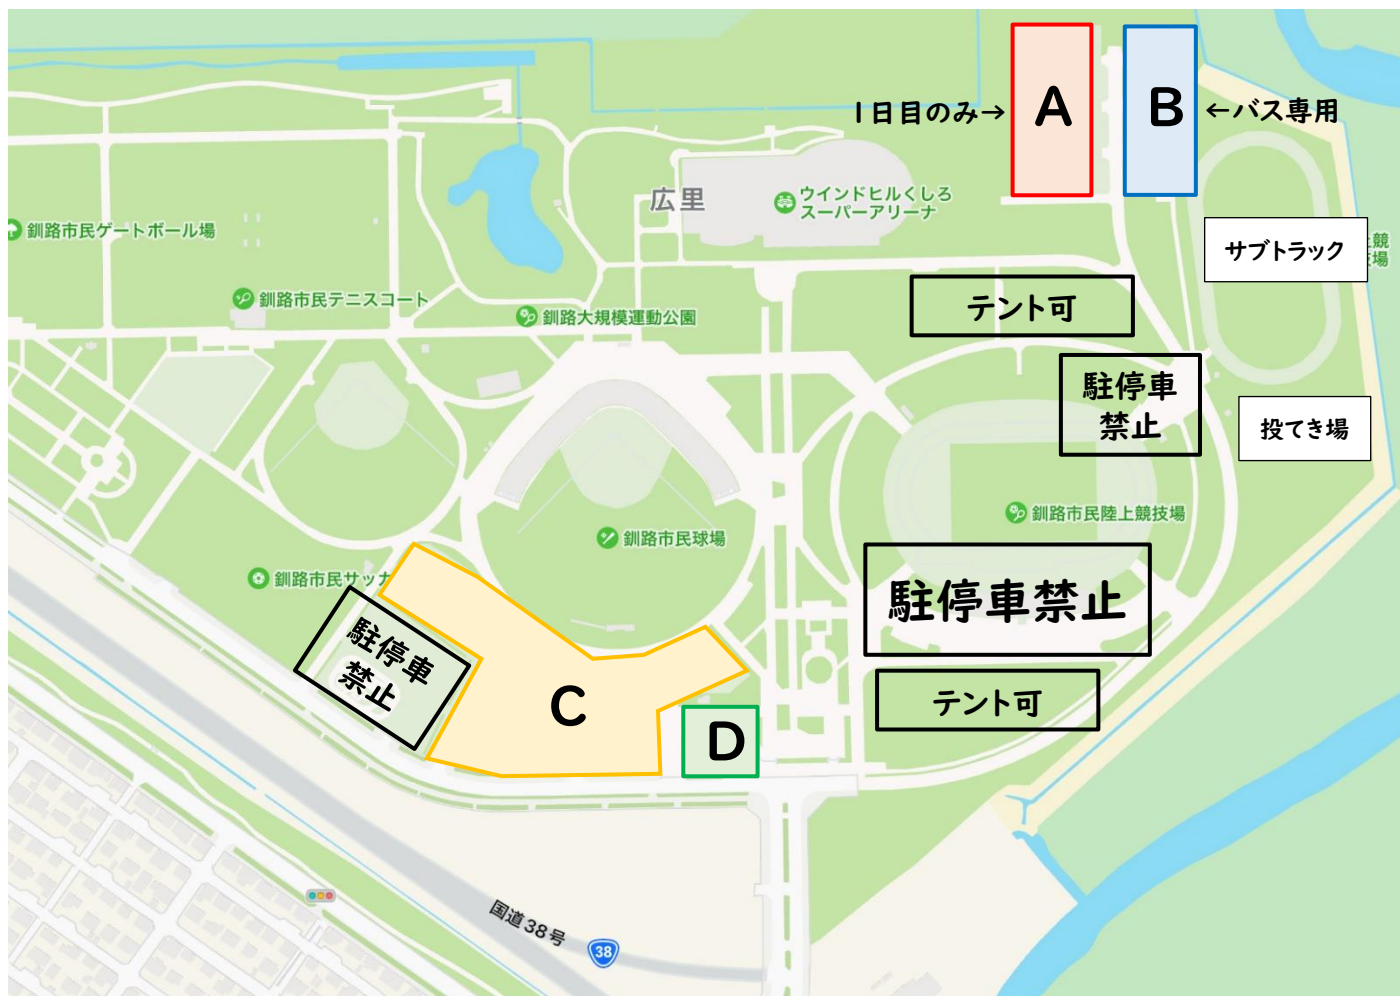 1日目のみ→
A
B
←バス専用
広里
ウインドヒルくしろ
スーパーアリーナ
釧路市民ゲートボール場
サブトラック
上競
技場
釧路市民テニスコート
釧路大規模運動公園
テント可
駐停車
禁止
投てき場
釧路市民陸上競技場
釧路市民球場
釧路市民サッカ
駐停車禁止
駐停車
禁止
C
D
テント可
国道38号
38